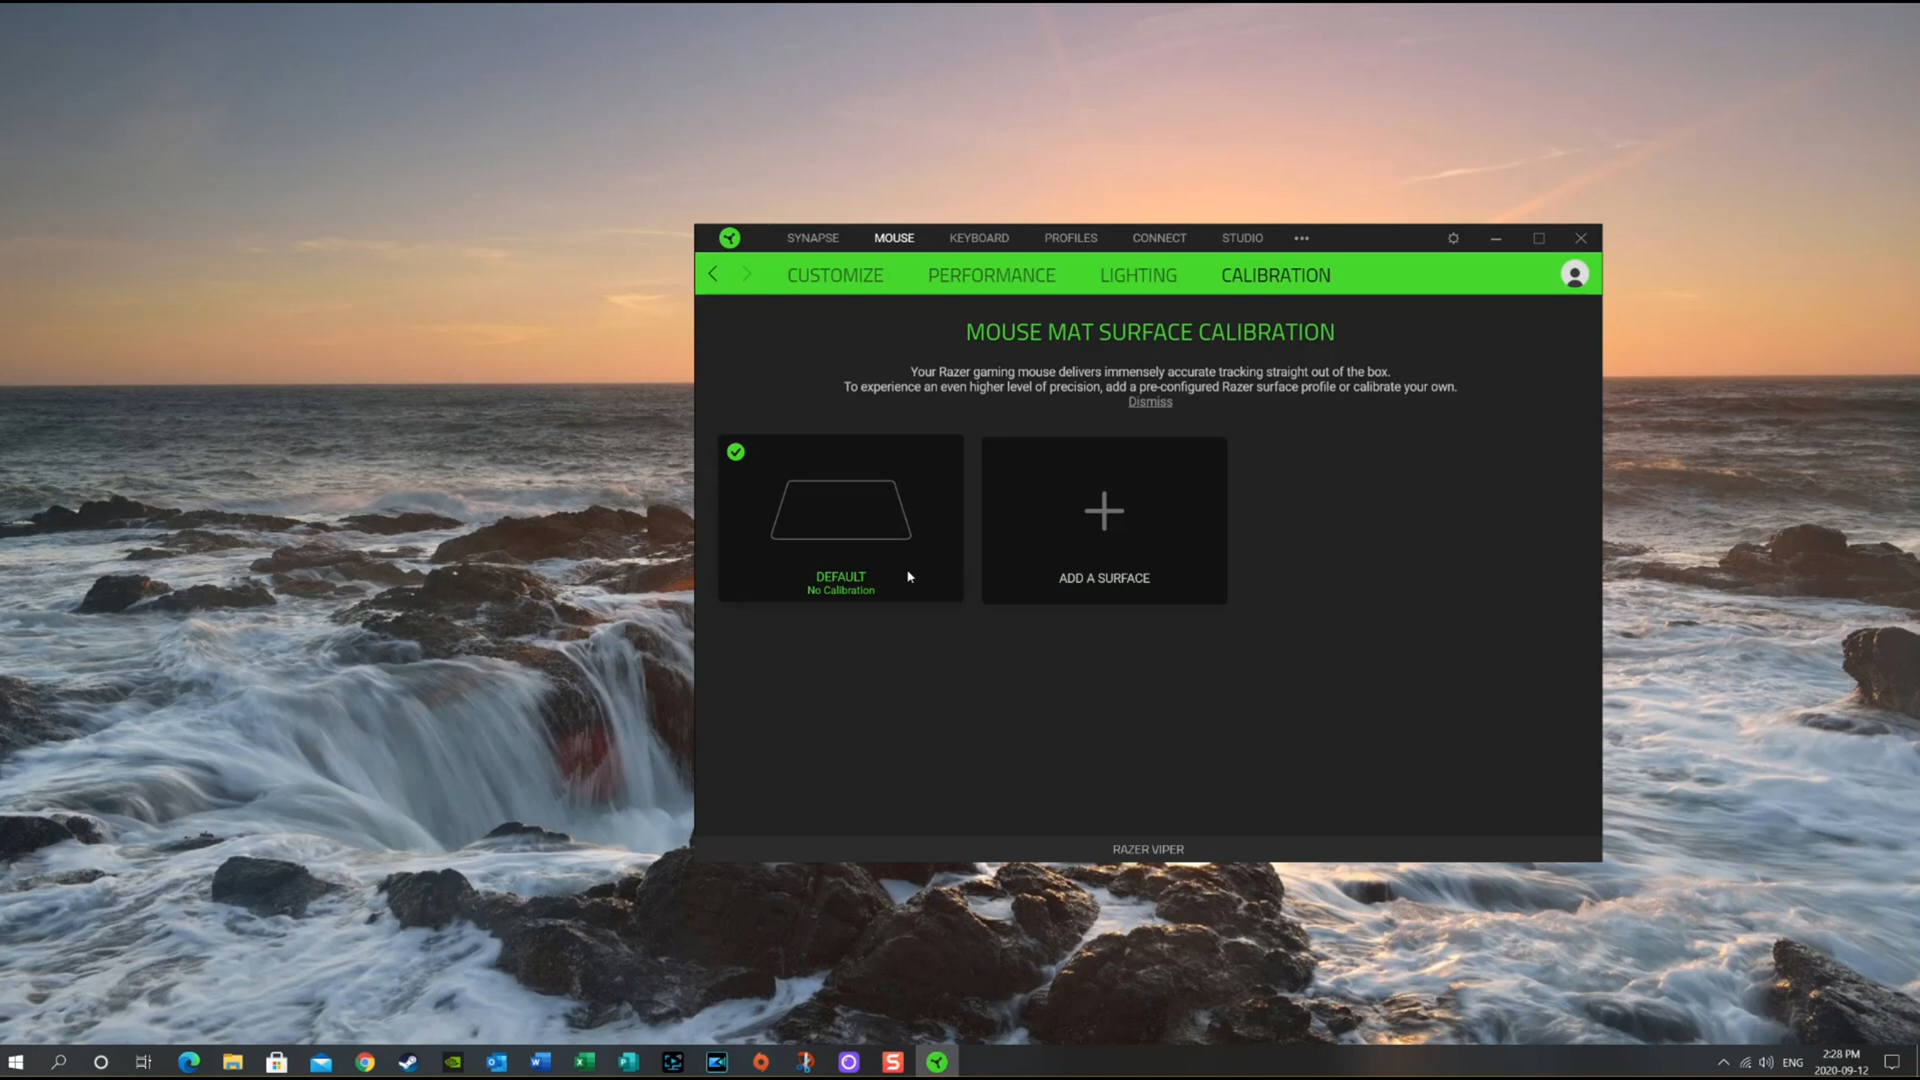 SYNAPSE MOUSE KEYBOARD PROFILES CONNECT STUDIO •••
CUSTOMIZE PERFORMANCE LIGHTING CALIBRATION
MOUSE MAT SURFACE CALIBRATION
Your Razer gaming mouse delivers immensely accurate tracking straight out of the box.
To experience an even higher level of precision, add a pre-configured Razer surface profile or calibrate your own.
Dismiss
DEFAULT
No Calibration
ADD A SURFACE
RAZER VIPER
ENG
2:28 PM
2020-09-12